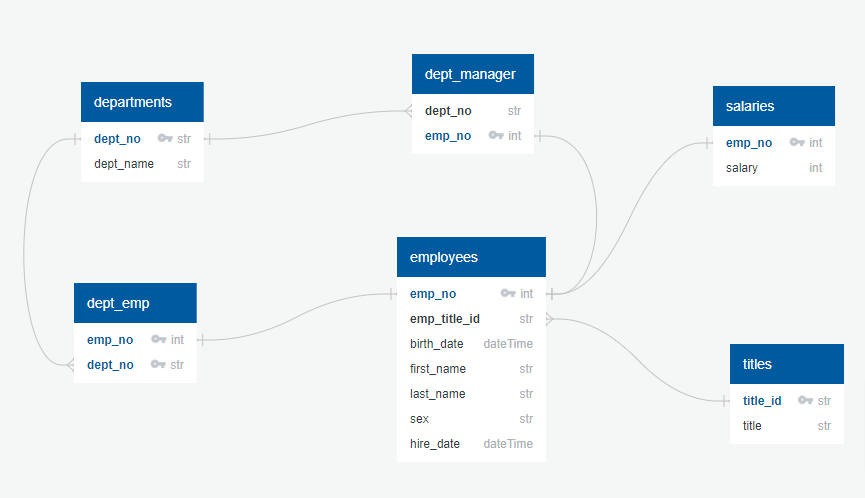 departments
dept_no str
dept_name str
dept_manager
dept_no str
emp_no int
salaries
emp_no int
salary int
dept_emp
emp_no int
dept_no str
employees
emp_no int
emp_title_id str
birth_date dateTime
first_name str
last_name str
sex str
hire_date dateTime
titles
title_id str
title str